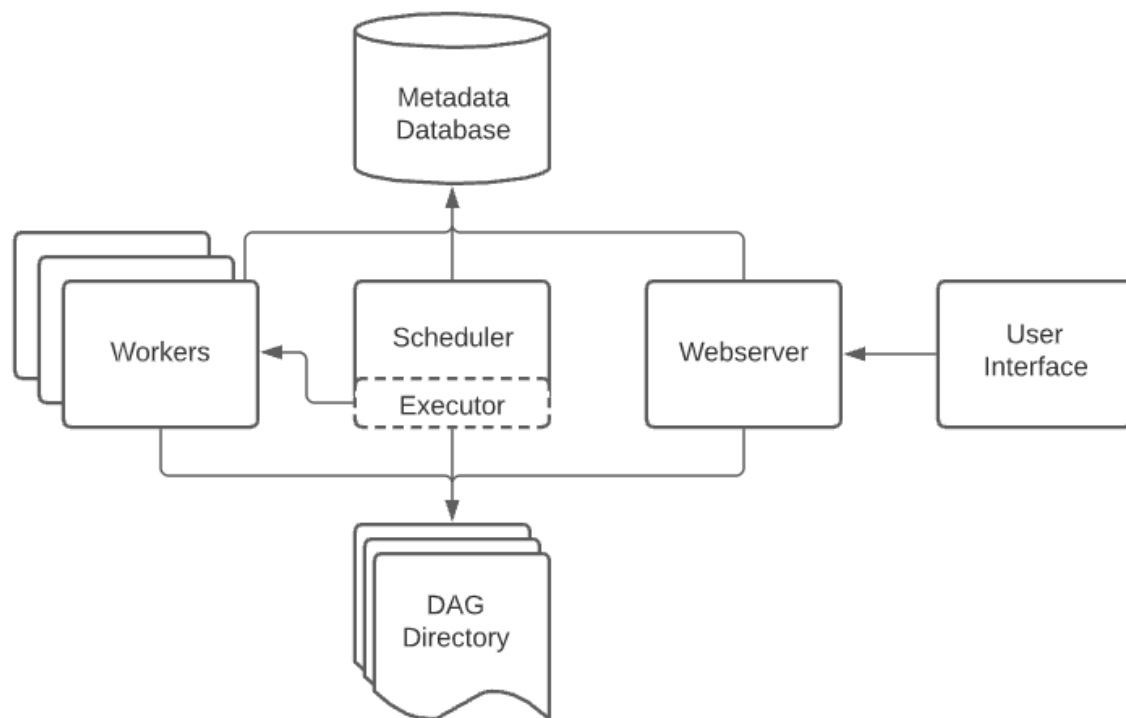 Metadata
Database
Workers
Scheduler
Executor
Webserver
User
Interface
DAG
Directory